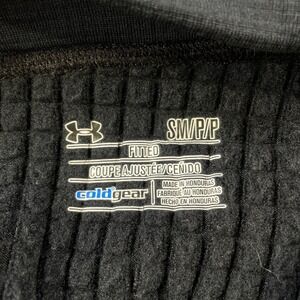 SM/P/P
FITTED
COUPE AJUSTÉE/CEÑIDO
coldgear
MADE IN HONDURAS
FABRIQUÉ AU HONDURAS
HECHO EN HONDURAS